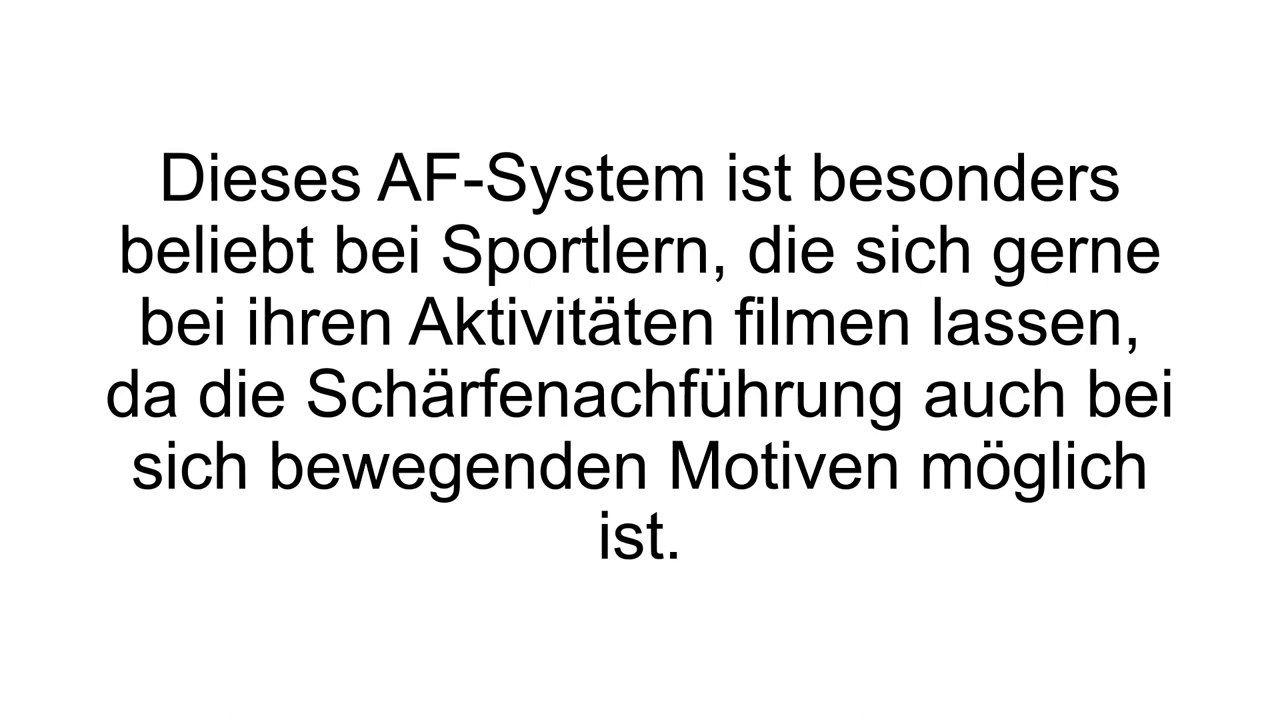 Dieses AF-System ist besonders
beliebt bei Sportlern, die sich gerne
bei ihren Aktivitäten filmen lassen,
da die Schärfenachführung auch bei
sich bewegenden Motiven möglich
ist.